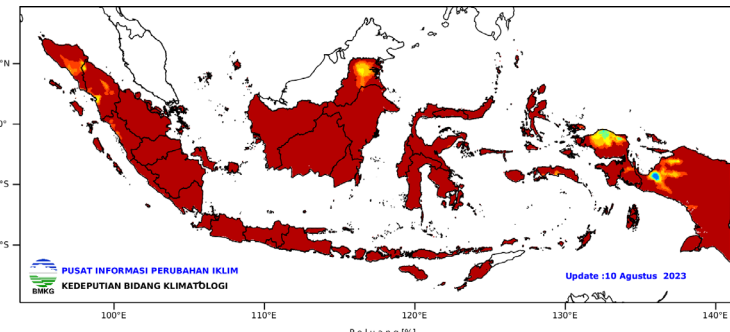 °N
0°
°S
°S
PUSAT INFORMASI PERUBAHAN IKLIM
KEDEPUTIAN BIDANG KLIMATOLOGI
BMKG
Update :10 Agustus 2023
100°E 110°E 120°E 130°E 140°E